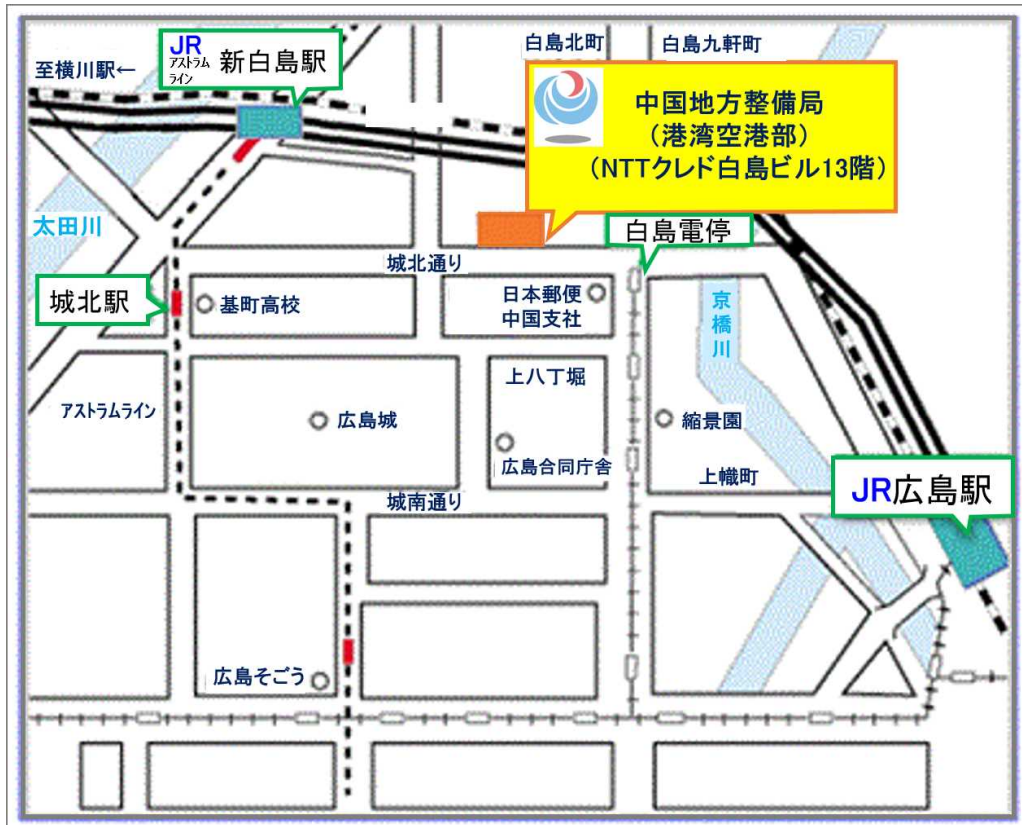 白島北町
白島九軒町
JR
アストラム
ライン
新白島駅
至横川駅←
中国地方整備局
（港湾空港部）
（NTTクレド白島ビル13階）
太田川
白島電停
城北通り
城北駅
基町高校
日本郵便
中国支社
京橋川
上八丁堀
アストラムライン
広島城
縮景園
広島合同庁舎
上幟町
JR広島駅
城南通り
広島そごう